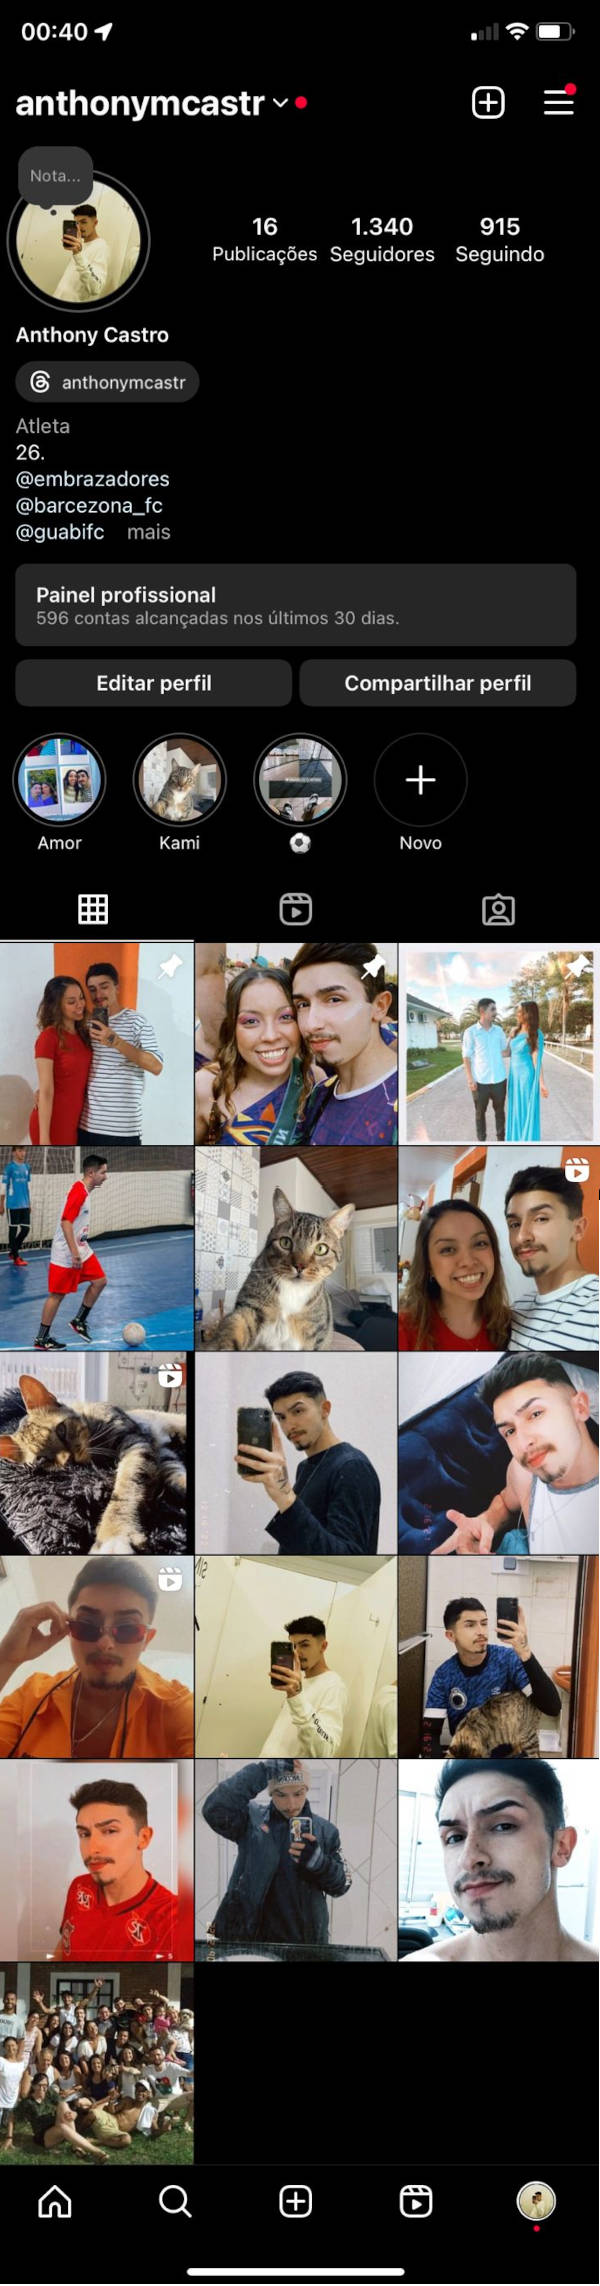 00:40
anthonymcastr
Nota...
16 1.340 915
Publicações Seguidores Seguindo
Anthony Castro
anthonymcastr
Atleta
26.
@embrazadores
@barcezona_fc
@guabifc mais
Painel profissional
596 contas alcançadas nos últimos 30 dias.
Editar perfil Compartilhar perfil
Amor Kami ⚽ Novo